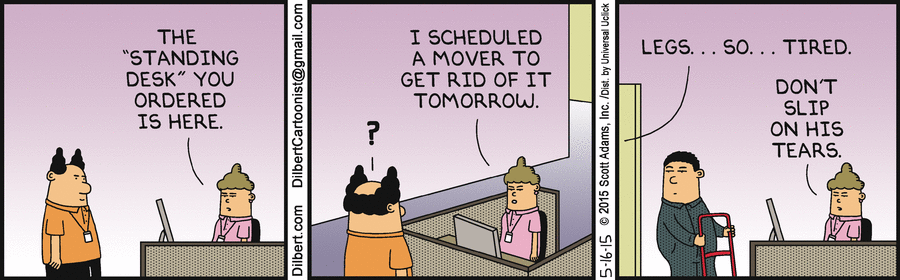 THE
"STANDING
DESK" YOU
ORDERED
IS HERE.
Dilbert.com DilbertCartoonist@gmail.com
?
I SCHEDULED
A MOVER TO
GET RID OF IT
TOMORROW.
5-16-15 © 2015 Scott Adams, Inc. /Dist. by Universal Uclick
LEGS. . . SO. . . TIRED.
DON'T
SLIP
ON HIS
TEARS.